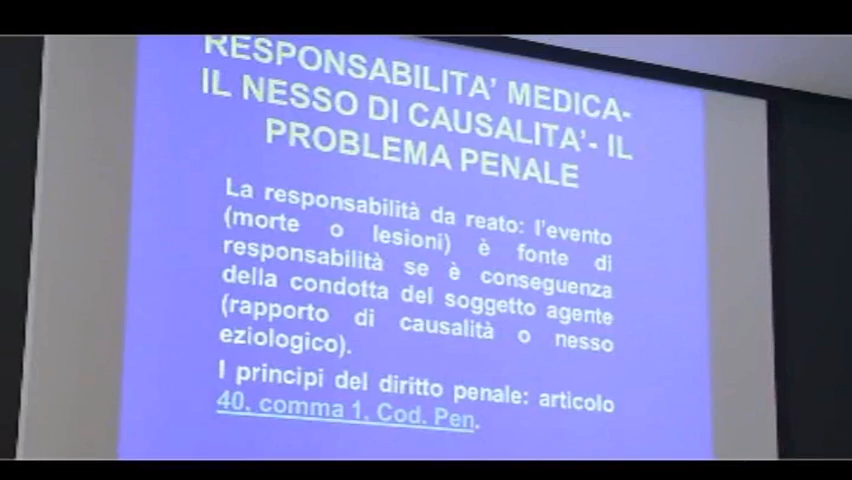 RESPONSABILITA' MEDICA-
IL NESSO DI CAUSALITA'- IL
PROBLEMA PENALE
La responsabilità da reato: l'evento
(morte o lesioni) è fonte di
responsabilità se è conseguenza
della condotta del soggetto agente
(rapporto di causalità o nesso
eziologico).
I principi del diritto penale: articolo
40, comma 1, Cod. Pen.